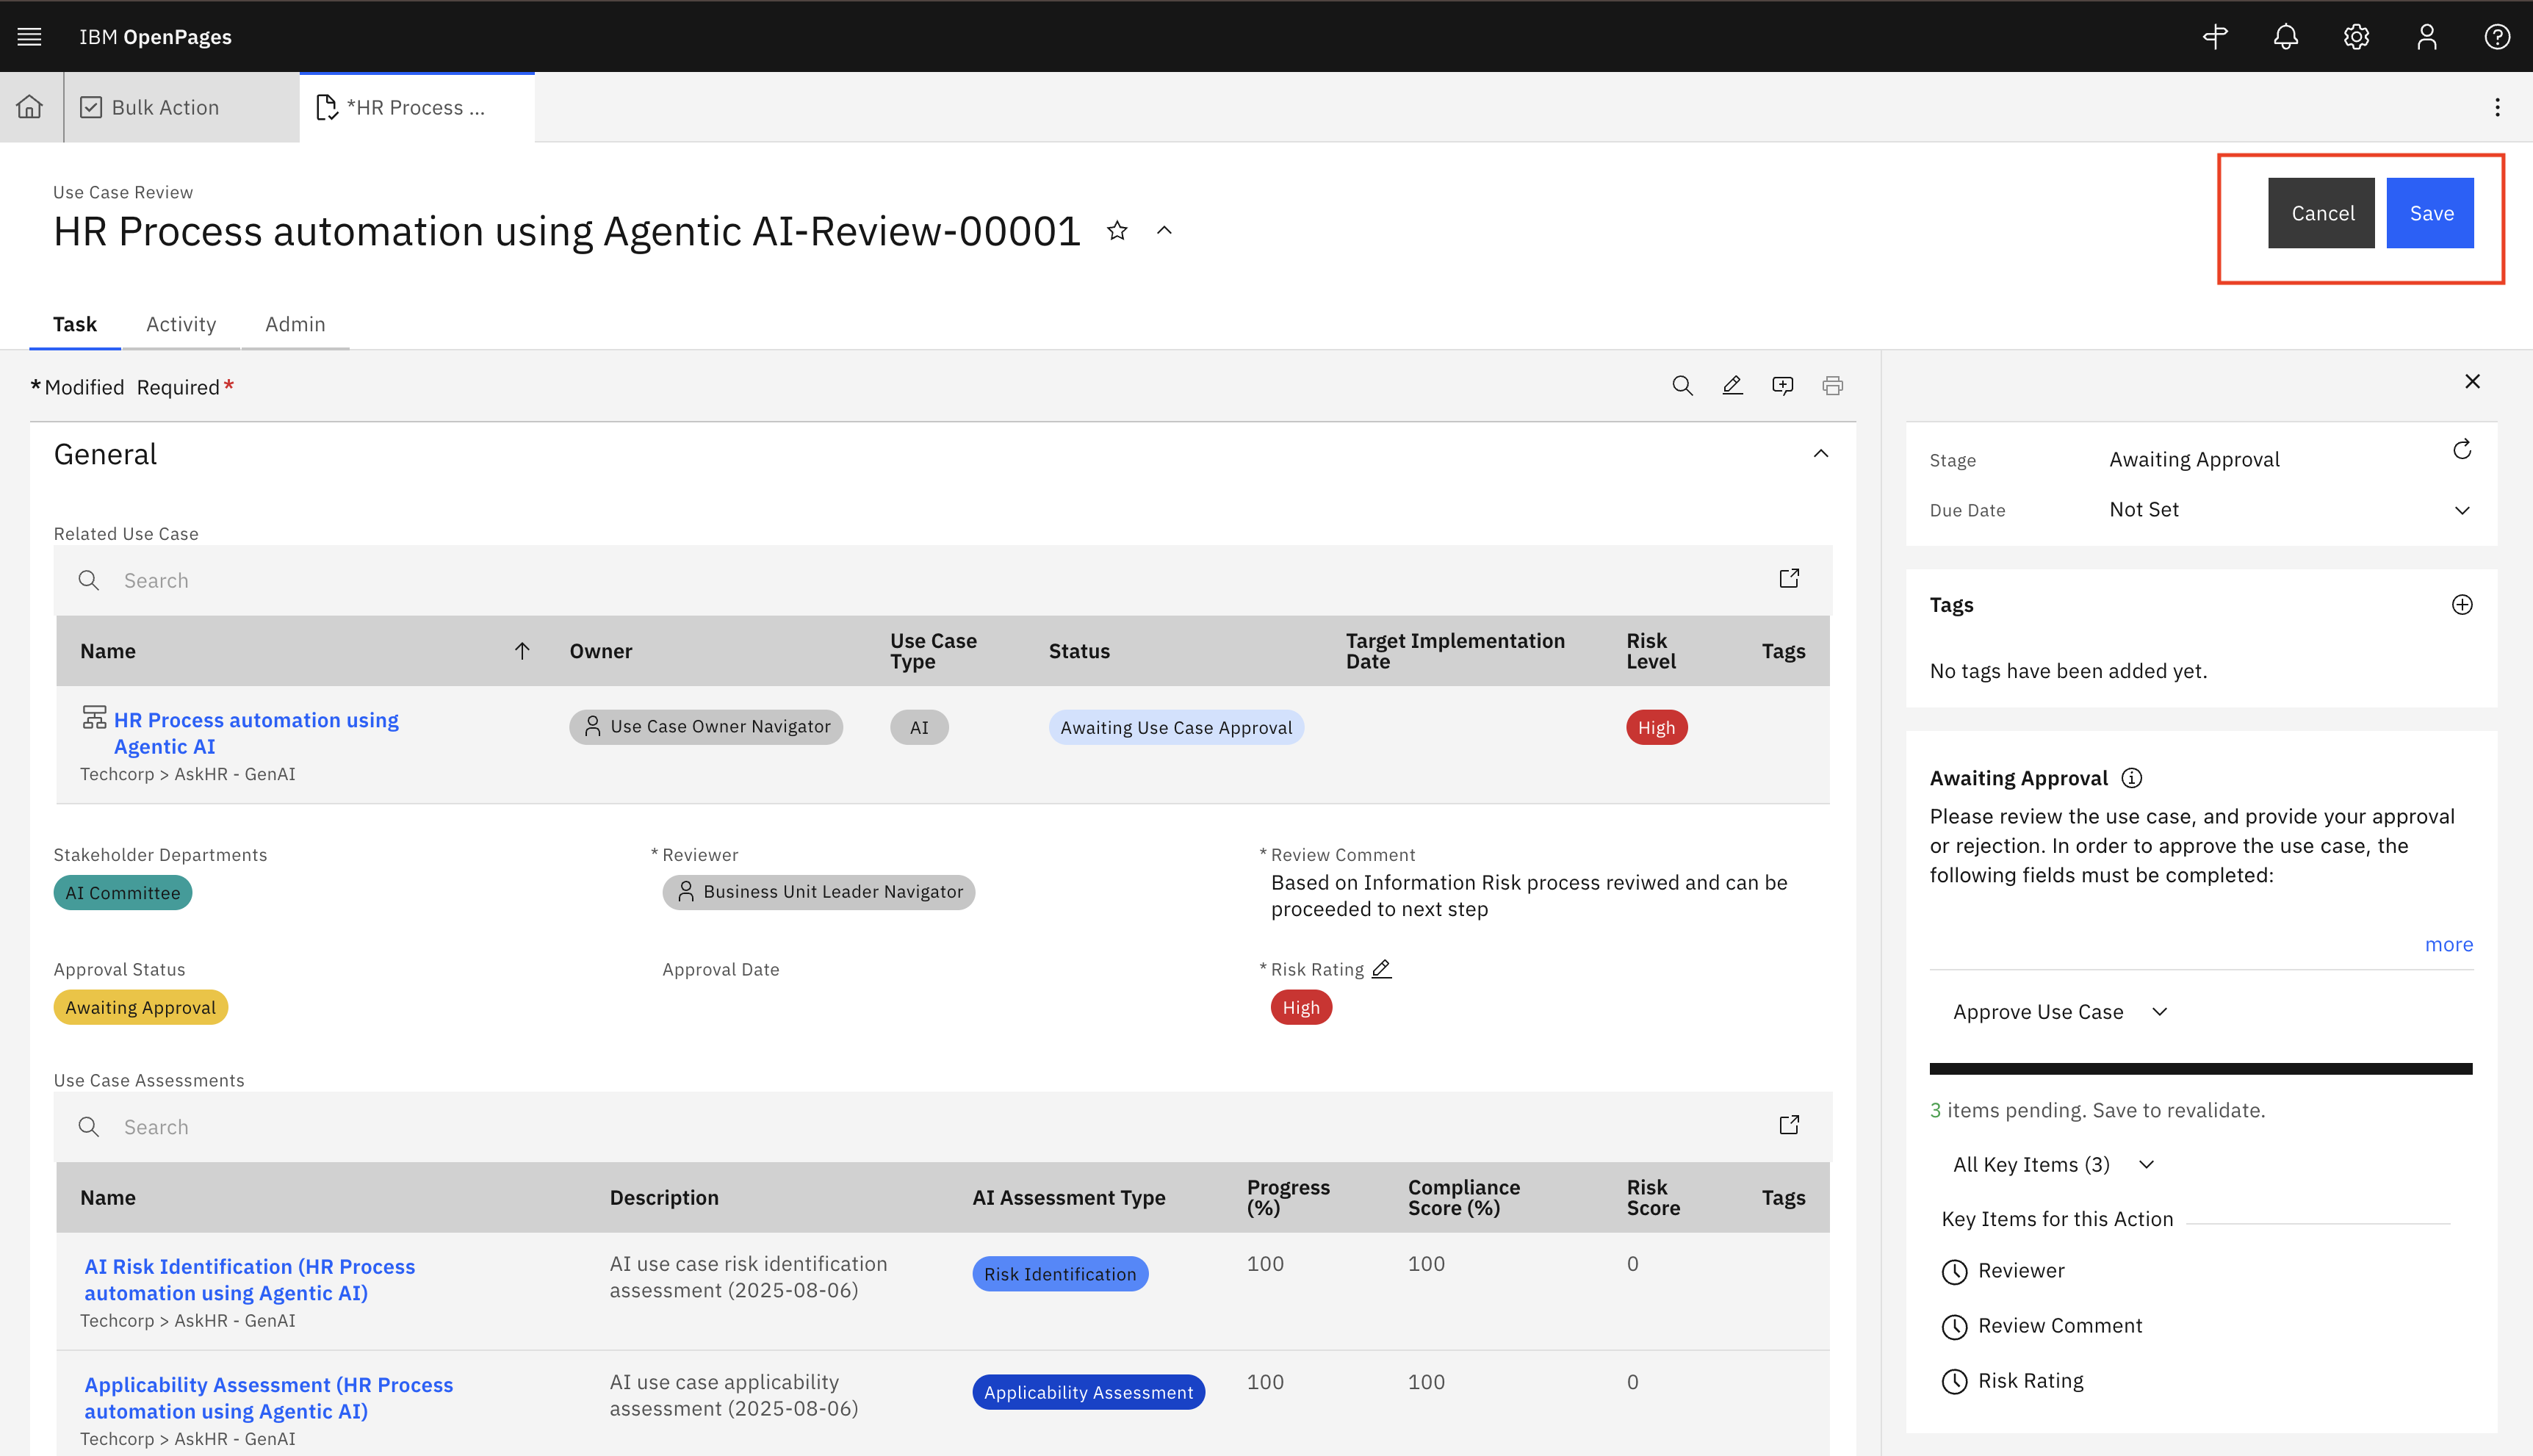 IBM OpenPages
Bulk Action
*HR Process ...
Use Case Review
HR Process automation using Agentic AI-Review-00001
Cancel
Save
Task
Activity
Admin
*Modified Required*
General
Related Use Case
Search
Name
Owner
Use Case
Type
Status
Target Implementation
Date
Risk
Level
Tags
HR Process automation using
Agentic AI
Techcorp > AskHR - GenAI
Use Case Owner Navigator
AI
Awaiting Use Case Approval
High
Stakeholder Departments
AI Committee
* Reviewer
Business Unit Leader Navigator
* Review Comment
Based on Information Risk process reviwed and can be
proceeded to next step
Approval Status
Awaiting Approval
Approval Date
* Risk Rating
High
Use Case Assessments
Search
Name
Description
AI Assessment Type
Progress
(%)
Compliance
Score (%)
Risk
Score
Tags
AI Risk Identification (HR Process
automation using Agentic AI)
Techcorp > AskHR - GenAI
AI use case risk identification
assessment (2025-08-06)
Risk Identification
100
100
0
Applicability Assessment (HR Process
automation using Agentic AI)
Techcorp > AskHR - GenAI
AI use case applicability
assessment (2025-08-06)
Applicability Assessment
100
100
0
Stage
Awaiting Approval
Due Date
Not Set
Tags
No tags have been added yet.
Awaiting Approval
Please review the use case, and provide your approval
or rejection. In order to approve the use case, the
following fields must be completed:
more
Approve Use Case
3 items pending. Save to revalidate.
All Key Items (3)
Key Items for this Action
Reviewer
Review Comment
Risk Rating